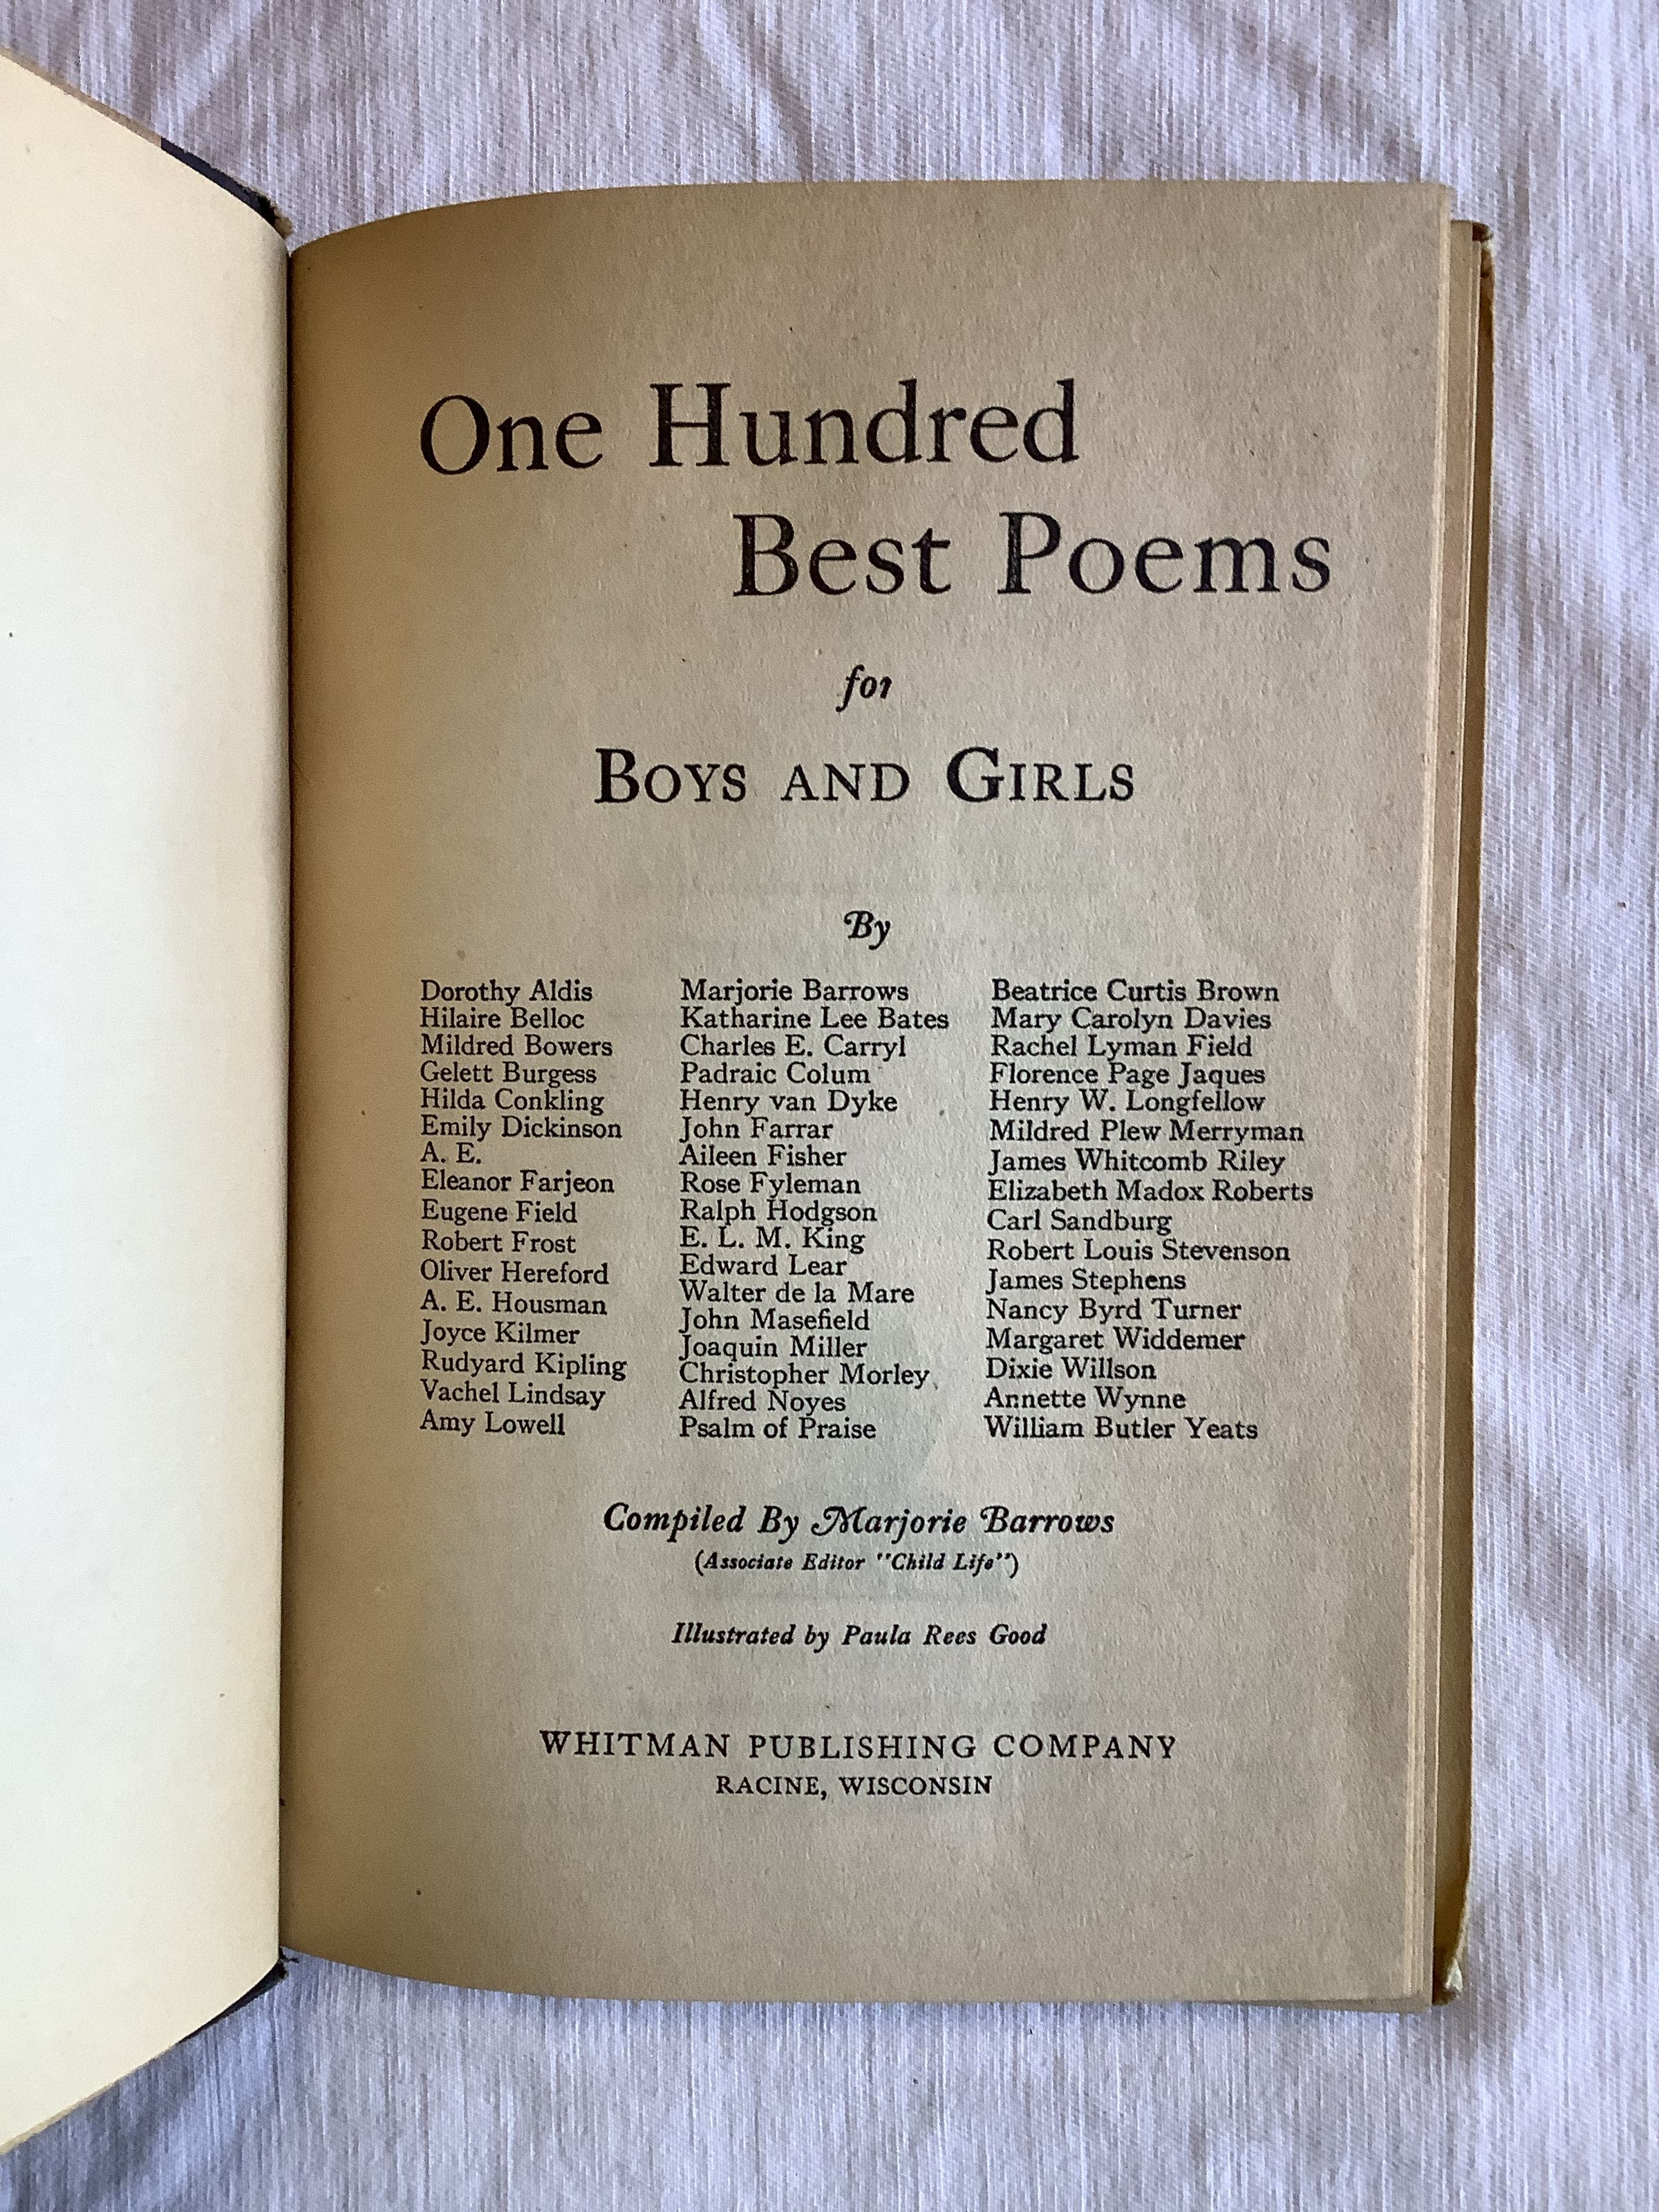 One Hundred
Best Poems
for
BOYS AND GIRLS
By
Dorothy Aldis
Hilaire Belloc
Mildred Bowers
Gelett Burgess
Hilda Conkling
Emily Dickinson
A. E.
Eleanor Farjeon
Eugene Field
Robert Frost
Oliver Hereford
A. E. Housman
Joyce Kilmer
Rudyard Kipling
Vachel Lindsay
Amy Lowell
Marjorie Barrows
Katharine Lee Bates
Charles E. Carryl
Padraic Colum
Henry van Dyke
John Farrar
Aileen Fisher
Rose Fyleman
Ralph Hodgson
E. L. M. King
Edward Lear
Walter de la Mare
John Masefield
Joaquin Miller
Christopher Morley
Alfred Noyes
Psalm of Praise
Beatrice Curtis Brown
Mary Carolyn Davies
Rachel Lyman Field
Florence Page Jaques
Henry W. Longfellow
Mildred Plew Merryman
James Whitcomb Riley
Elizabeth Madox Roberts
Carl Sandburg
Robert Louis Stevenson
James Stephens
Nancy Byrd Turner
Margaret Widdemer
Dixie Willson
Annette Wynne
William Butler Yeats
Compiled By Marjorie Barrows
(Associate Editor "Child Life")
Illustrated by Paula Rees Good
WHITMAN PUBLISHING COMPANY
RACINE, WISCONSIN